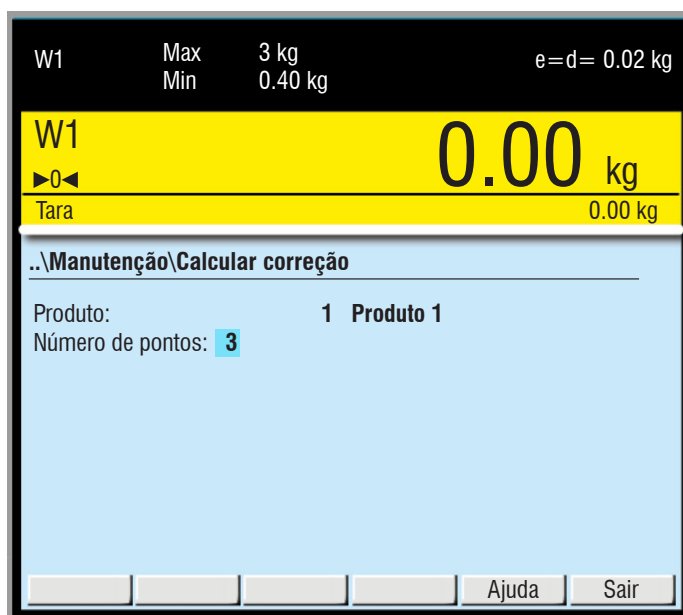 W1 Max 3 kg e=d= 0.02 kg
Min 0.40 kg
W1 0.00 kg
►0◄
Tara 0.00 kg
..\Manutenção\Calcular correção
Produto: 1 Produto 1
Número de pontos: 3
Ajuda Sair